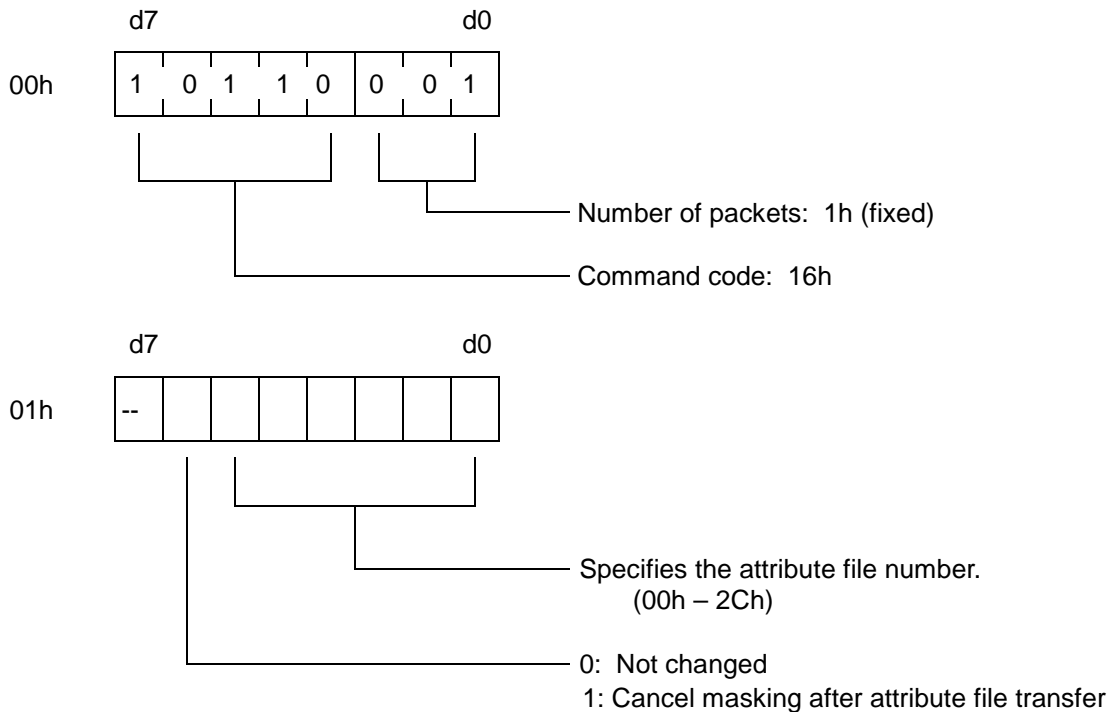 d7 d0
00h 1 0 1 1 0 0 0 1
Number of packets: 1h (fixed)
Command code: 16h
d7 d0
01h --
Specifies the attribute file number.
(00h – 2Ch)
0: Not changed
1: Cancel masking after attribute file transfer